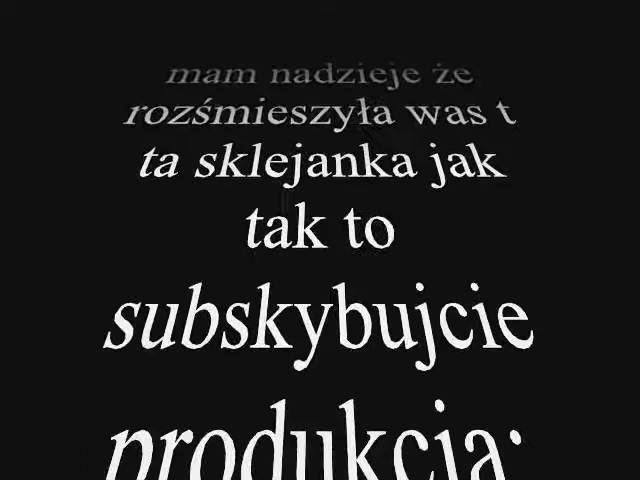 mam nadzieje że
rozśmieszyła was t
ta sklejanka jak
tak to
subskybujcie
produkcja: